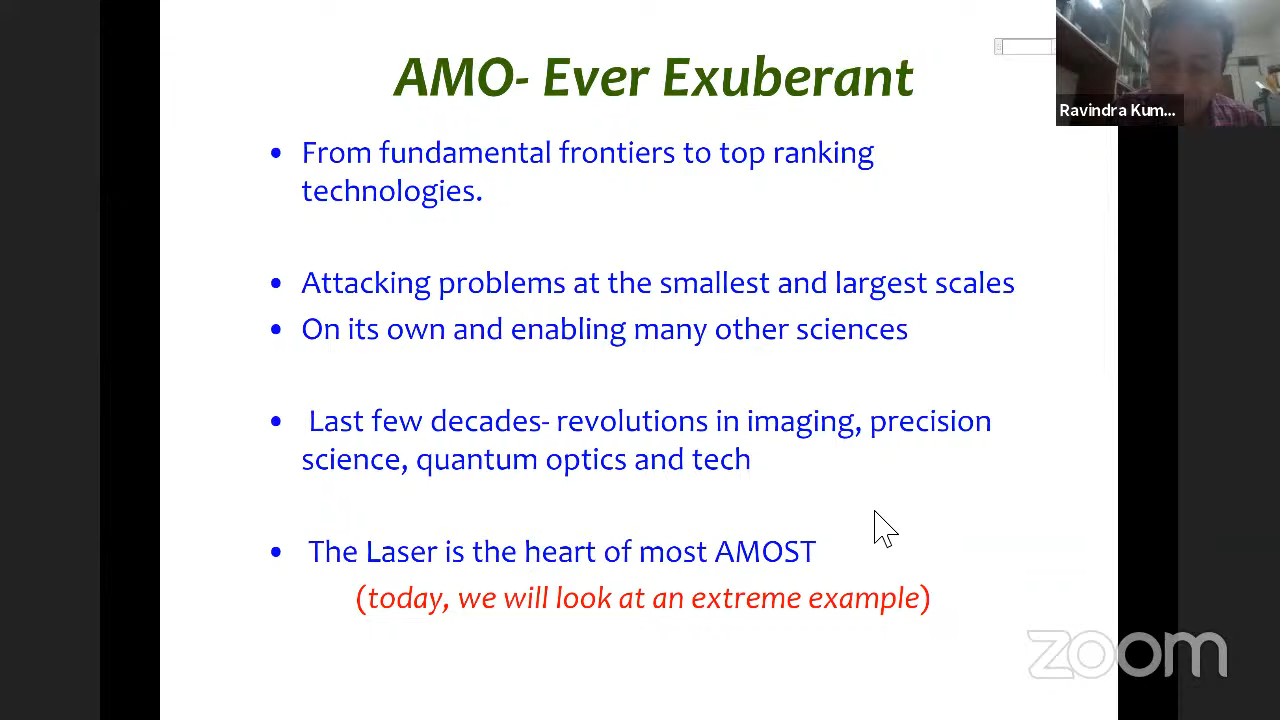 AMO- Ever Exuberant
Ravindra Kum...
• From fundamental frontiers to top ranking
technologies.
• Attacking problems at the smallest and largest scales
• On its own and enabling many other sciences
• Last few decades- revolutions in imaging, precision
science, quantum optics and tech
• The Laser is the heart of most AMOST
(today, we will look at an extreme example)
zoom